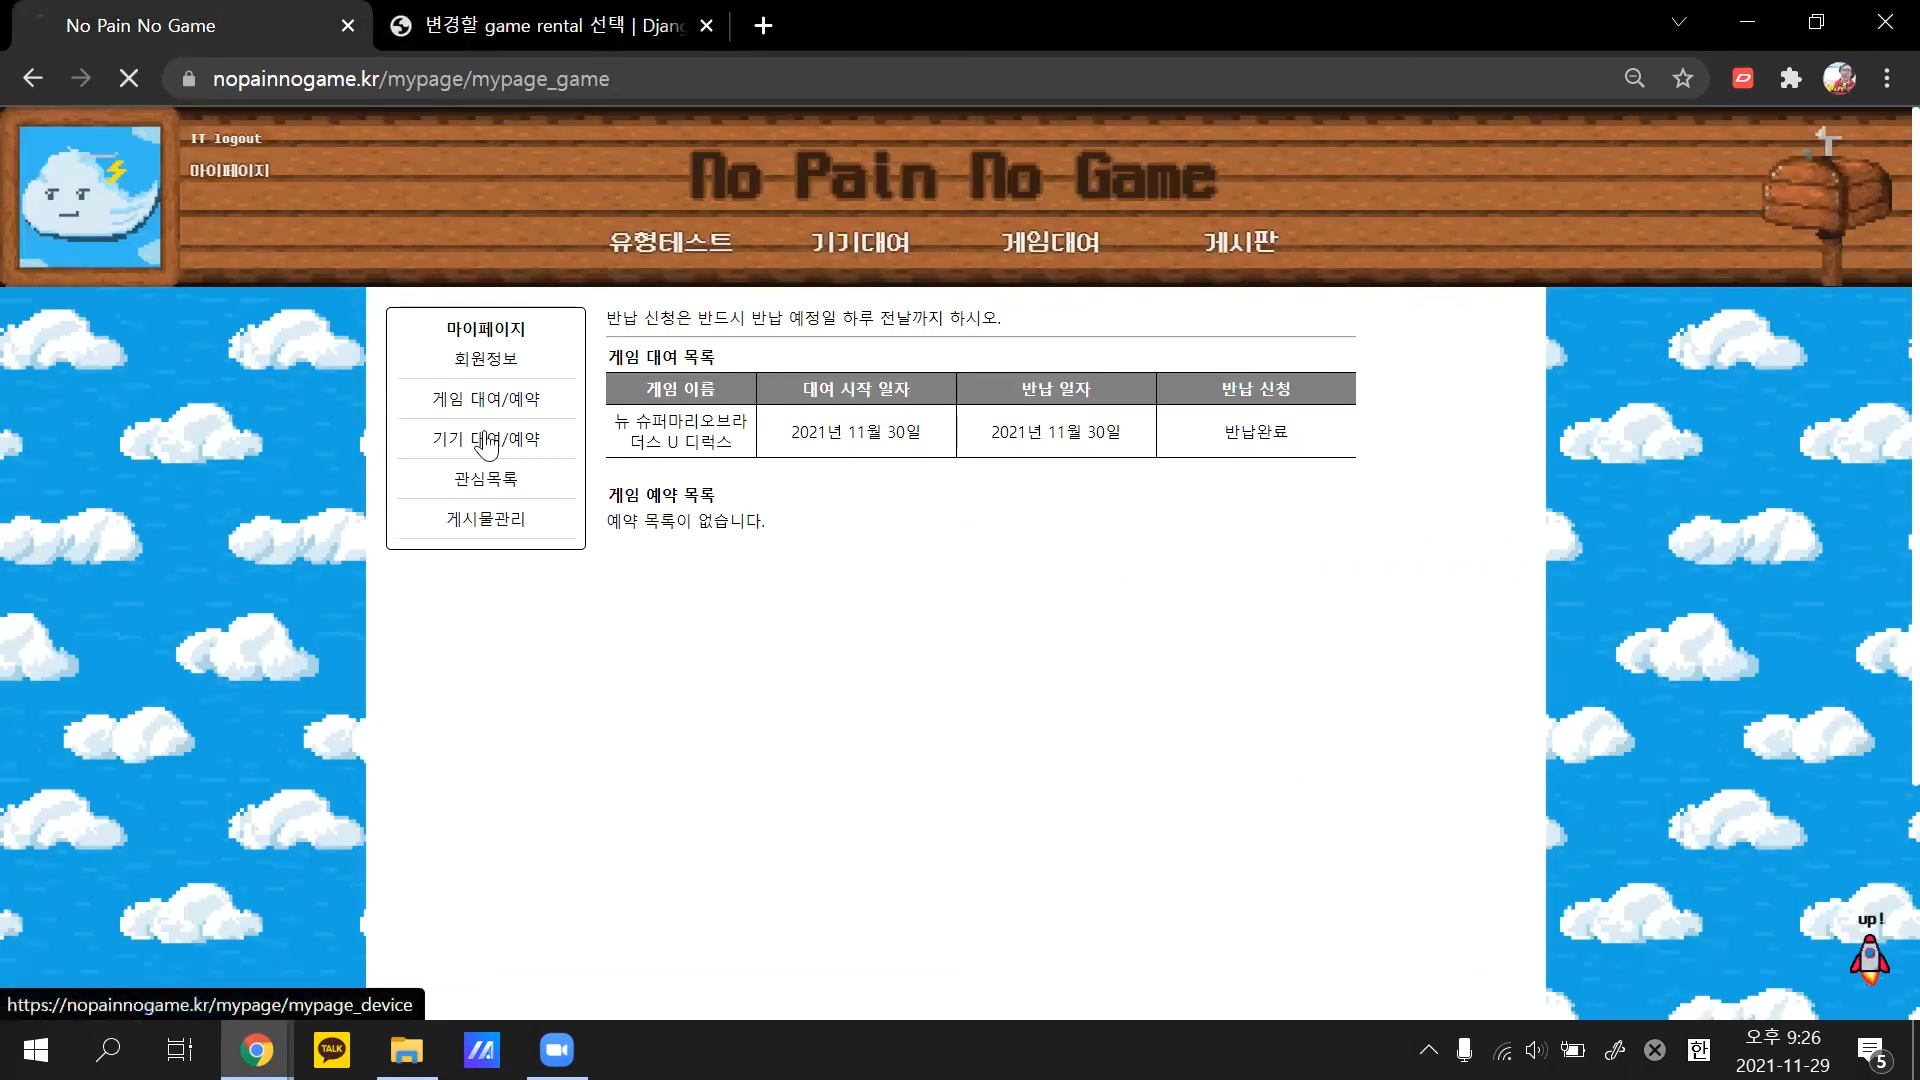 No Pain No Game
변경할 game rental 선택 | Djang
nopainnogame.kr/mypage/mypage_game
IT logout
마이페이지
No Pain No Game
유형테스트 기기대여 게임대여 게시판
마이페이지
회원정보
게임 대여/예약
기기 대여/예약
관심목록
게시물관리
반납 신청은 반드시 반납 예정일 하루 전날까지 하시오.
게임 대여 목록
게임 이름 대여 시작 일자 반납 일자 반납 신청
뉴 슈퍼마리오브라
더스 U 디럭스 2021년 11월 30일 2021년 11월 30일 반납완료
게임 예약 목록
예약 목록이 없습니다.
up!
https://nopainnogame.kr/mypage/mypage_device
TALK
한
오후 9:26
2021-11-29
5